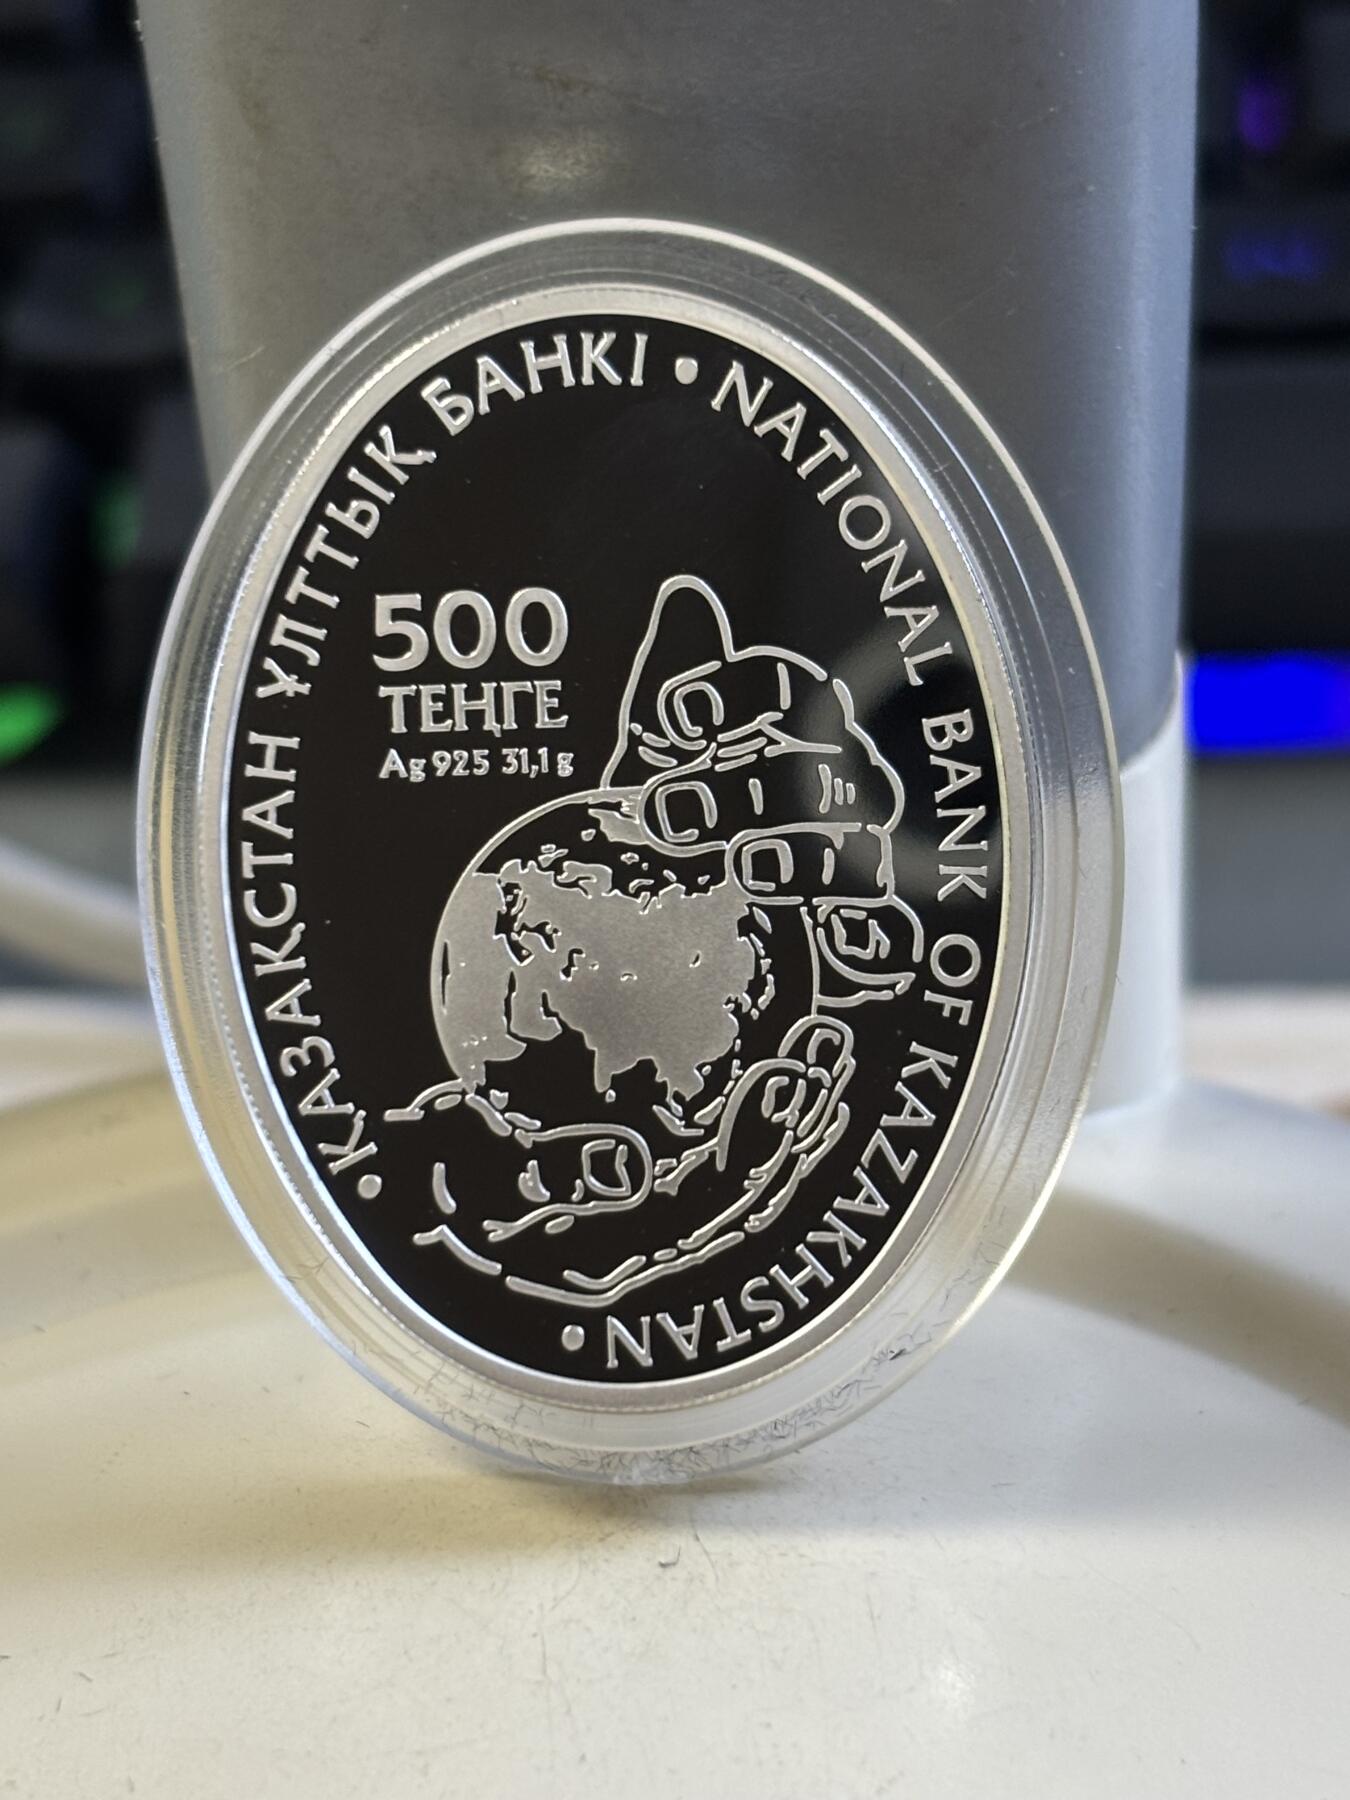 • ҚАЗАҚСТАН ҰЛТТЫҚ БАНКІ • NATIONAL BANK OF KAZAKHSTAN •
500
ТЕҢГЕ
Ag 925 31,1 g